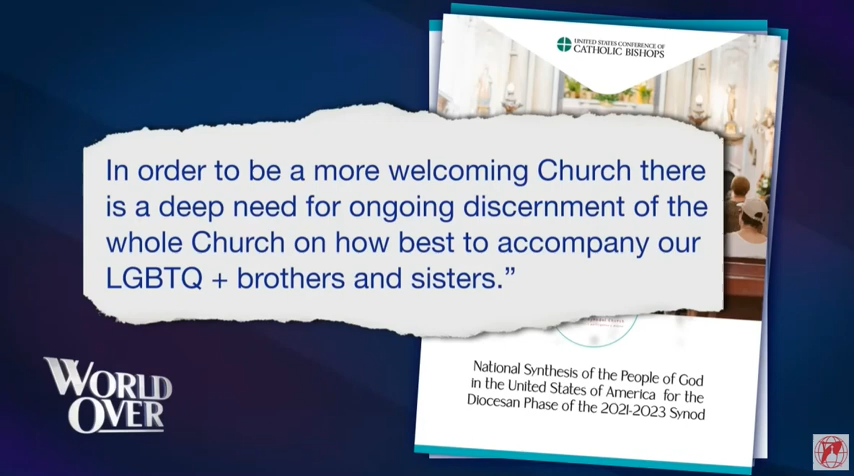 UNITED STATES CONFERENCE OF
CATHOLIC BISHOPS
In order to be a more welcoming Church there
is a deep need for ongoing discernment of the
whole Church on how best to accompany our
LGBTQ + brothers and sisters.”
National Synthesis of the People of God
in the United States of America for the
Diocesan Phase of the 2021-2023 Synod
WORLD
OVER